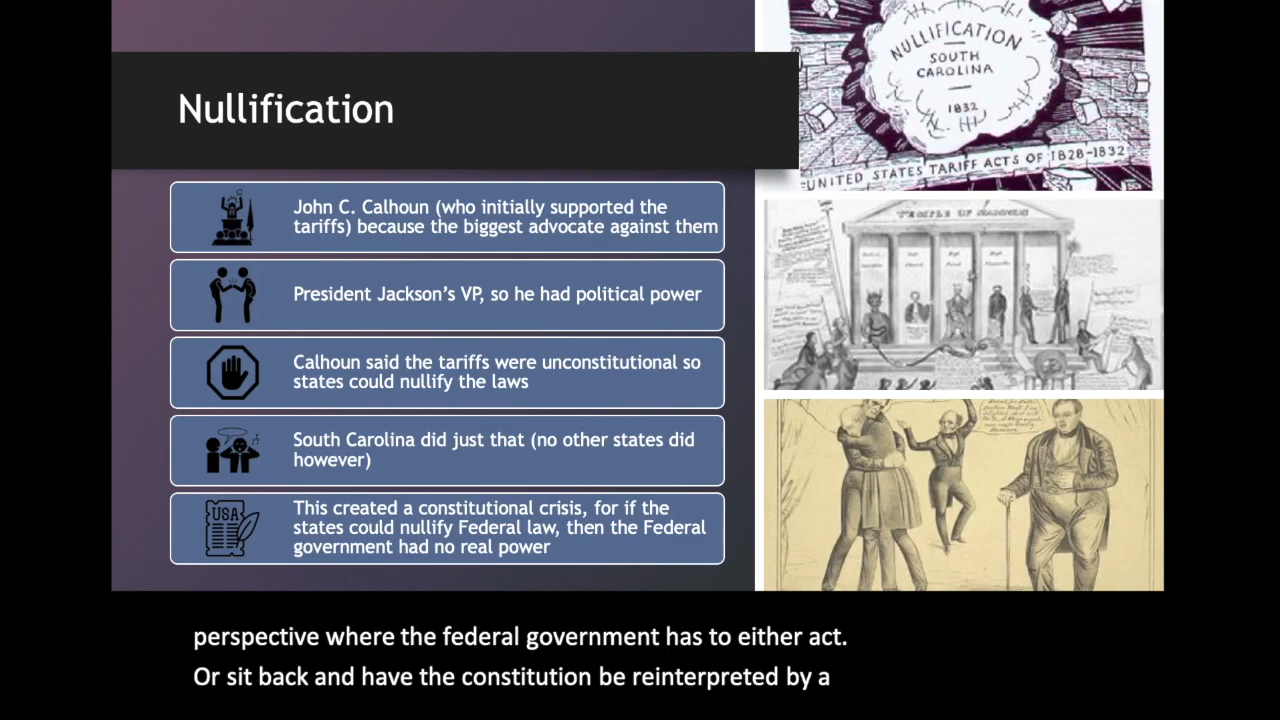 Nullification
John C. Calhoun (who initially supported the
tariffs) because the biggest advocate against them
President Jackson's VP, so he had political power
Calhoun said the tariffs were unconstitutional so
states could nullify the laws
South Carolina did just that (no other states did
however)
USA
This created a constitutional crisis, for if the
states could nullify Federal law, then the Federal
government had no real power
NULLIFICATION
SOUTH
CAROLINA
1832
UNITED STATES TARIFF ACTS OF 1828-1832
TEMPLE OF
perspective where the federal government has to either act.
Or sit back and have the constitution be reinterpreted by a